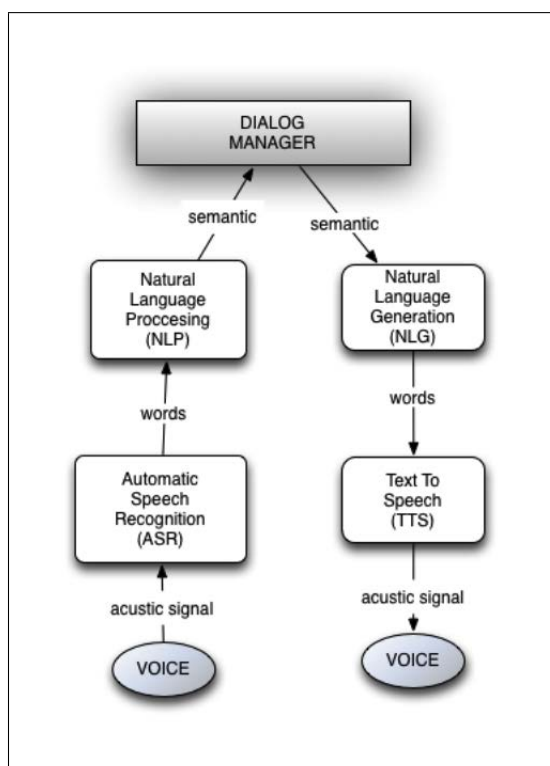 DIALOG
MANAGER
semantic
semantic
Natural
Language
Proccesing
(NLP)
Natural
Language
Generation
(NLG)
words
words
Automatic
Speech
Recognition
(ASR)
Text To
Speech
(TTS)
acustic signal
acustic signal
VOICE
VOICE